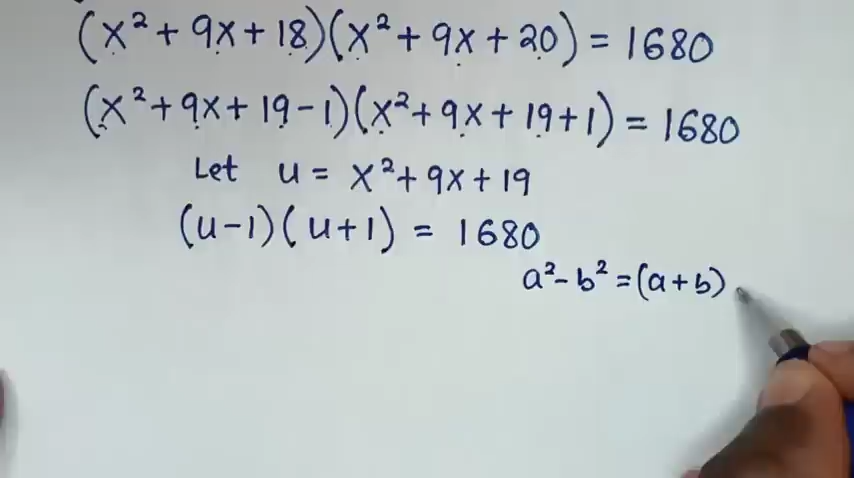 (x² + 9x + 18)(x² + 9x + 20) = 1680
(x² + 9x + 19 - 1)(x² + 9x + 19 + 1) = 1680
Let u = x² + 9x + 19
(u - 1)(u + 1) = 1680
a² - b² = (a + b)